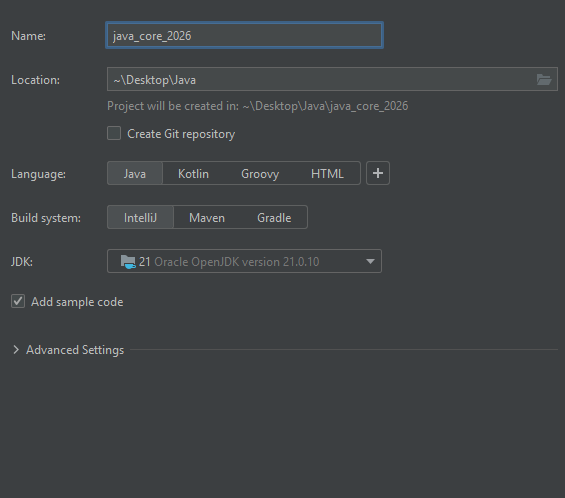 Name: java_core_2026
Location: ~\Desktop\Java
Project will be created in: ~\Desktop\Java\java_core_2026
Create Git repository
Language: Java Kotlin Groovy HTML +
Build system: IntelliJ Maven Gradle
JDK: 21 Oracle OpenJDK version 21.0.10
Add sample code
Advanced Settings